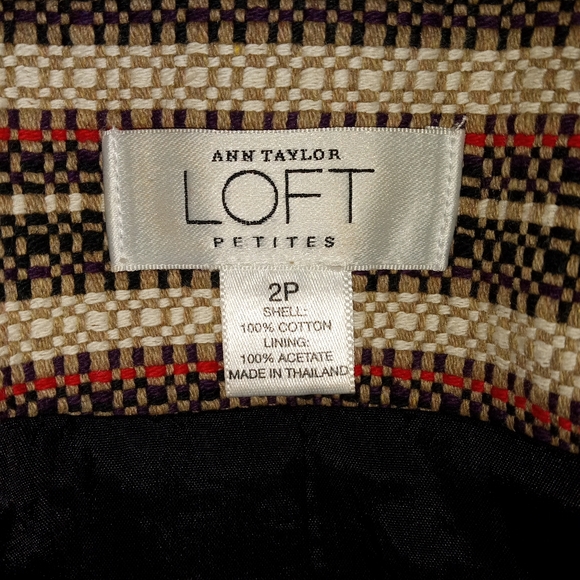 ANN TAYLOR
LOFT
PETITES
2P
SHELL:
100% COTTON
LINING:
100% ACETATE
MADE IN THAILAND